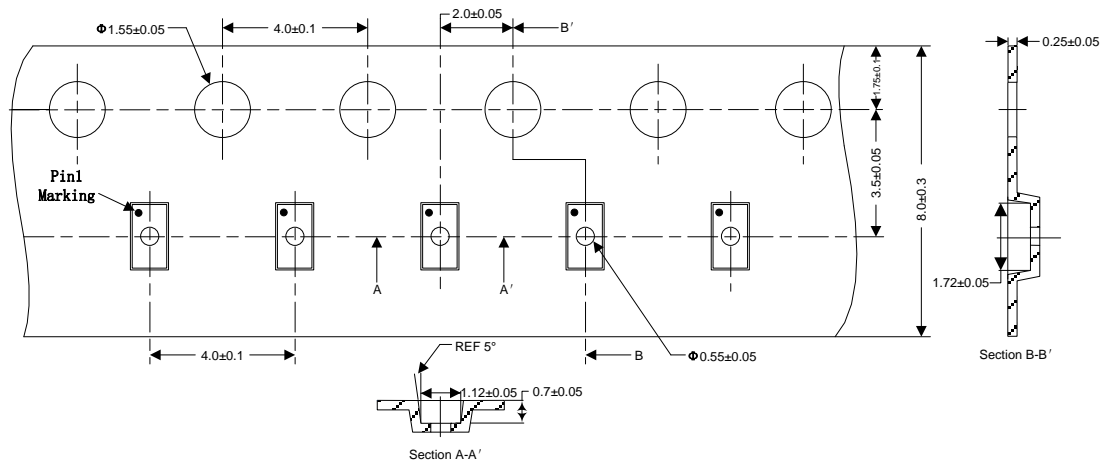 Φ1.55±0.05
4.0±0.1
2.0±0.05
B'
0.25±0.05
1.75±0.1
Pin1
Marking
3.5±0.05
8.0±0.3
A
A'
1.72±0.05
4.0±0.1
B
Φ0.55±0.05
REF 5°
1.12±0.05
0.7±0.05
Section B-B'
Section A-A'